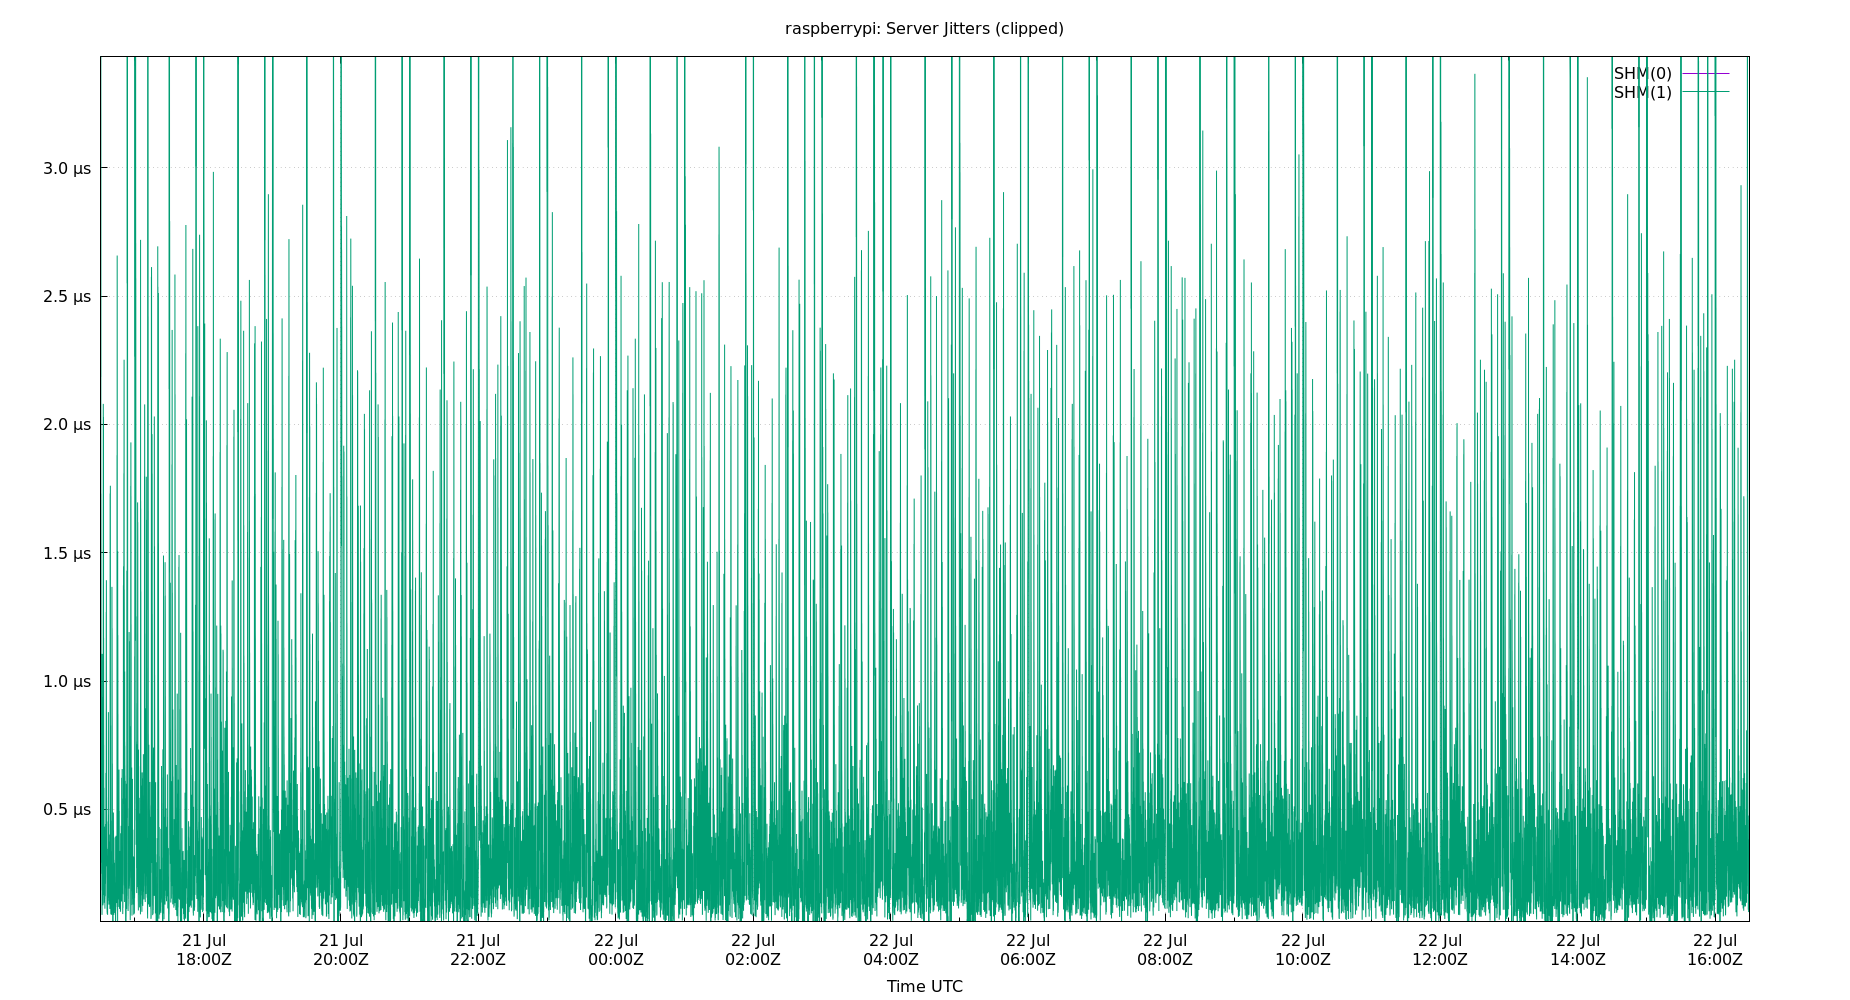 raspberrypi: Server Jitters (clipped)
SHM(0)
SHM(1)
3.0 µs
2.5 µs
2.0 µs
1.5 µs
1.0 µs
0.5 µs
21 Jul 21 Jul 21 Jul 22 Jul 22 Jul 22 Jul 22 Jul 22 Jul 22 Jul 22 Jul 22 Jul 22 Jul
18:00Z 20:00Z 22:00Z 00:00Z 02:00Z 04:00Z 06:00Z 08:00Z 10:00Z 12:00Z 14:00Z 16:00Z
Time UTC